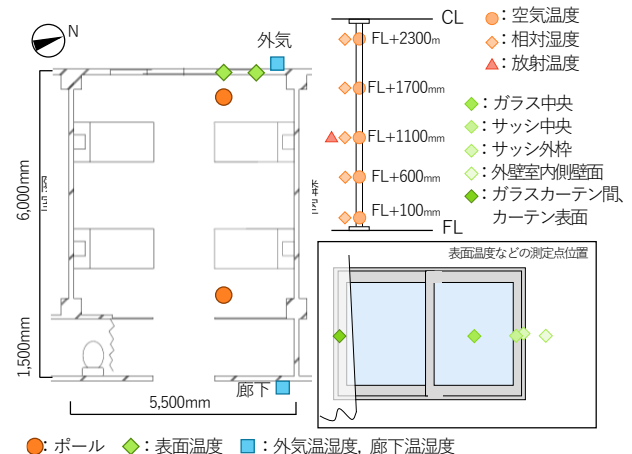 N
外気
6,000mm
1,500mm
5,500mm
廊下
CL
FL+2300m
FL+1700mm
FL+1100mm
FL+600mm
FL+100mm
FL
：空気温度
：相対湿度
：放射温度
：ガラス中央
：サッシ中央
：サッシ外枠
：外壁室内側壁面
：ガラスカーテン間、
カーテン表面
表面温度などの測定点位置
：ポール
：表面温度
：外気温湿度, 廊下温湿度